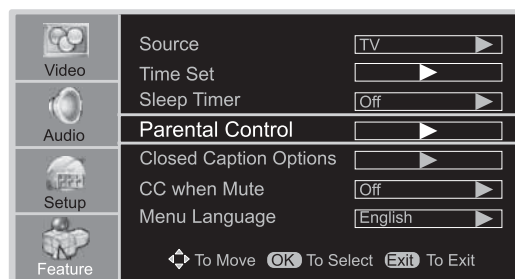 Video
Audio
Setup
Feature
Source TV
Time Set
Sleep Timer Off
Parental Control
Closed Caption Options
CC when Mute Off
Menu Language English
To Move OK To Select Exit To Exit